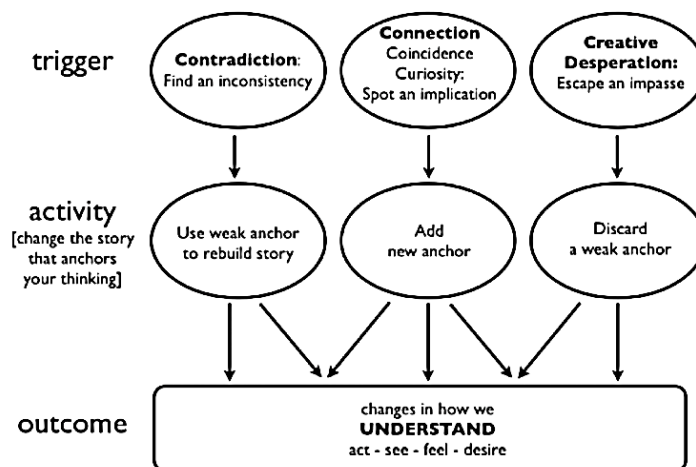 trigger
Contradiction:
Find an inconsistency
Connection
Coincidence
Curiosity:
Spot an implication
Creative
Desperation:
Escape an impasse
activity
[change the story
that anchors
your thinking]
Use weak anchor
to rebuild story
Add
new anchor
Discard
a weak anchor
outcome
changes in how we
UNDERSTAND
act - see - feel - desire